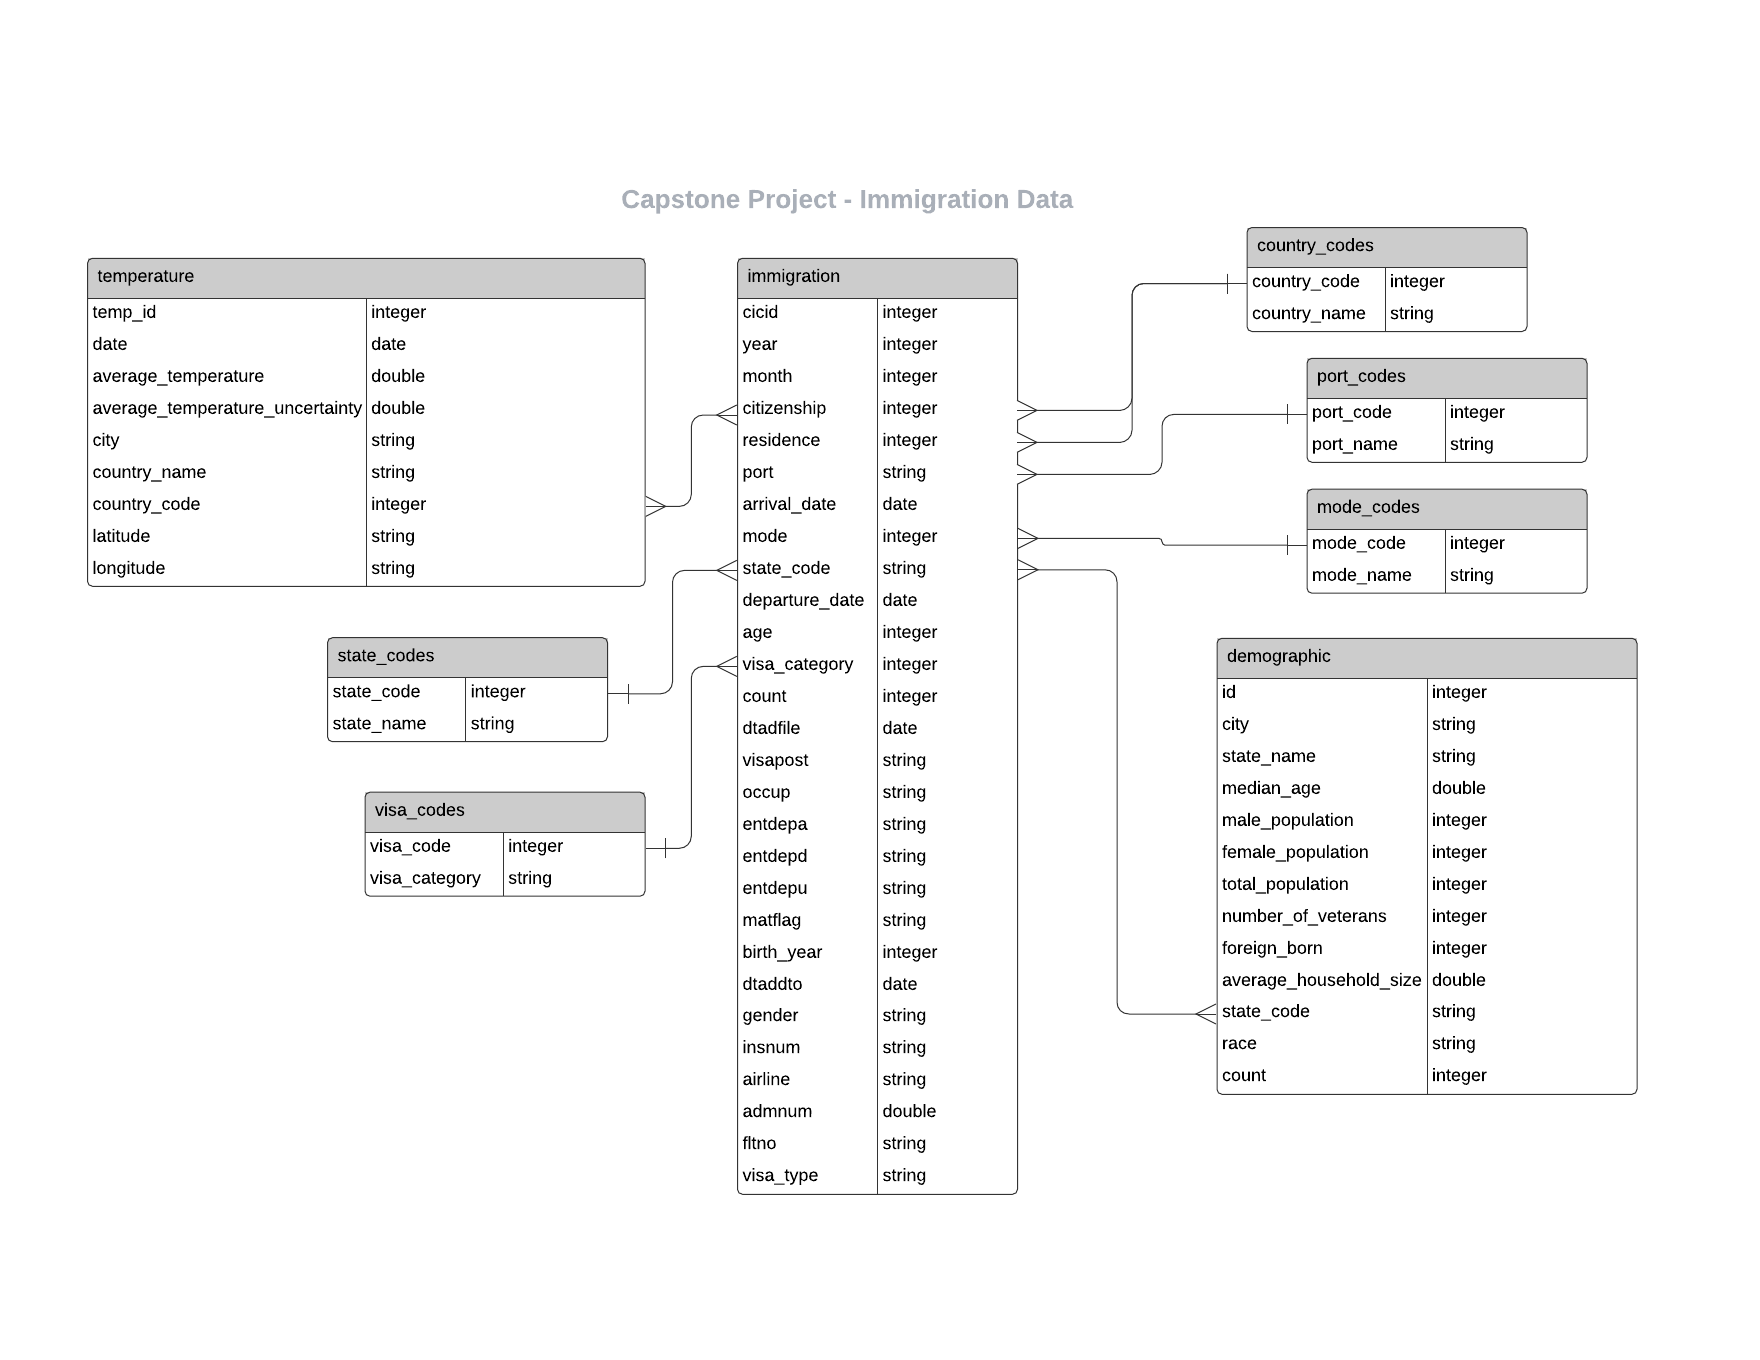 Capstone Project - Immigration Data
temperature
temp_id integer
date date
average_temperature double
average_temperature_uncertainty double
city string
country_name string
country_code integer
latitude string
longitude string
state_codes
state_code integer
state_name string
visa_codes
visa_code integer
visa_category string
immigration
cicid integer
year integer
month integer
citizenship integer
residence integer
port string
arrival_date date
mode integer
state_code string
departure_date date
age integer
visa_category integer
count integer
dtadfile date
visapost string
occup string
entdepa string
entdepd string
entdepu string
matflag string
birth_year integer
dtaddto date
gender string
insnum string
airline string
admnum double
fltno string
visa_type string
country_codes
country_code integer
country_name string
port_codes
port_code integer
port_name string
mode_codes
mode_code integer
mode_name string
demographic
id integer
city string
state_name string
median_age double
male_population integer
female_population integer
total_population integer
number_of_veterans integer
foreign_born integer
average_household_size double
state_code string
race string
count integer